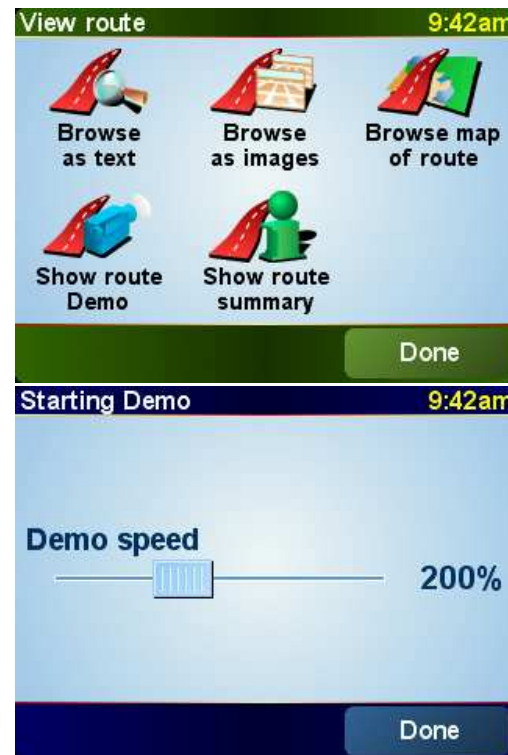 View route 9:42am
Browse
as text
Browse
as images
Browse map
of route
Show route
Demo
Show route
summary
Done
Starting Demo 9:42am
Demo speed
200%
Done